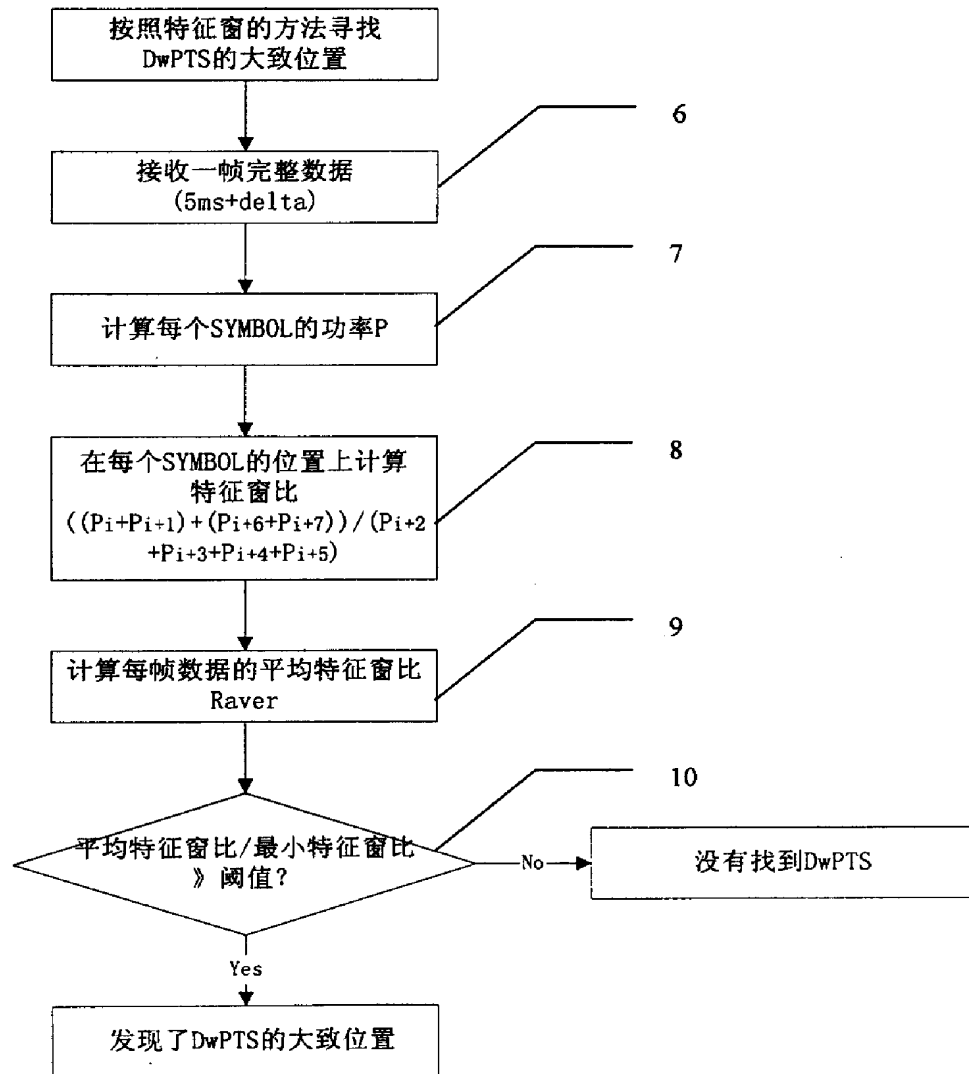 按照特征窗的方法寻找
DwPTS的大致位置
6
接收一帧完整数据
(5ms+delta)
7
计算每个SYMBOL的功率P
8
在每个SYMBOL的位置上计算
特征窗比
((Pi+Pi+1)+(Pi+6+Pi+7))/(Pi+2
+Pi+3+Pi+4+Pi+5)
9
计算每帧数据的平均特征窗比
Raver
10
平均特征窗比/最小特征窗比
》阈值?
No
没有找到DwPTS
Yes
发现了DwPTS的大致位置